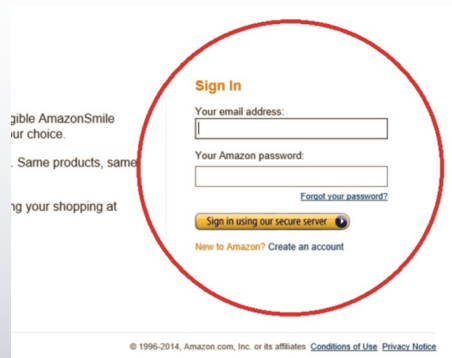 Sign In
Your email address:
gible AmazonSmile
our choice.
. Same products, same
Your Amazon password:
Forgot your password?
ng your shopping at
Sign in using our secure server
New to Amazon? Create an account
© 1996-2014, Amazon.com, Inc. or its affiliates Conditions of Use Privacy Notice